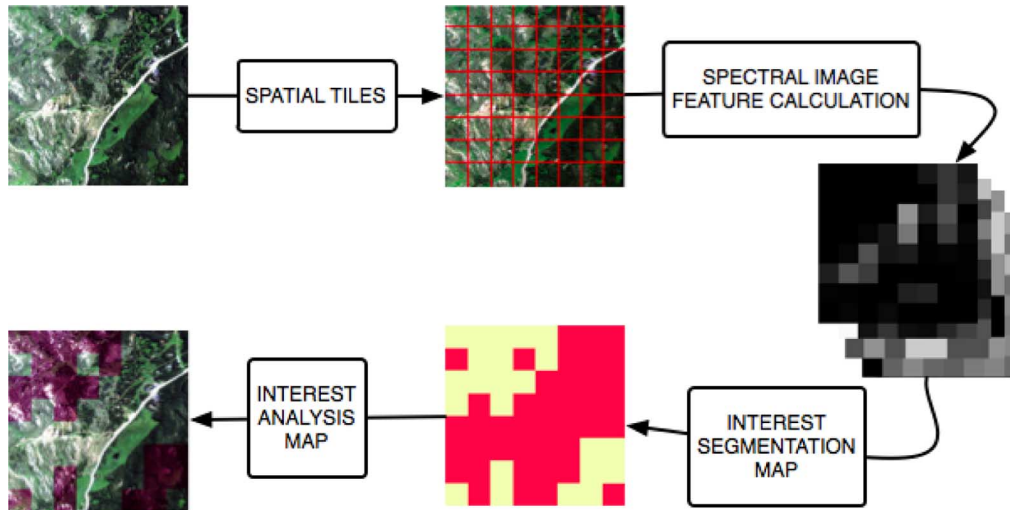 SPATIAL TILES
SPECTRAL IMAGE
FEATURE CALCULATION
INTEREST
ANALYSIS
MAP
INTEREST
SEGMENTATION
MAP